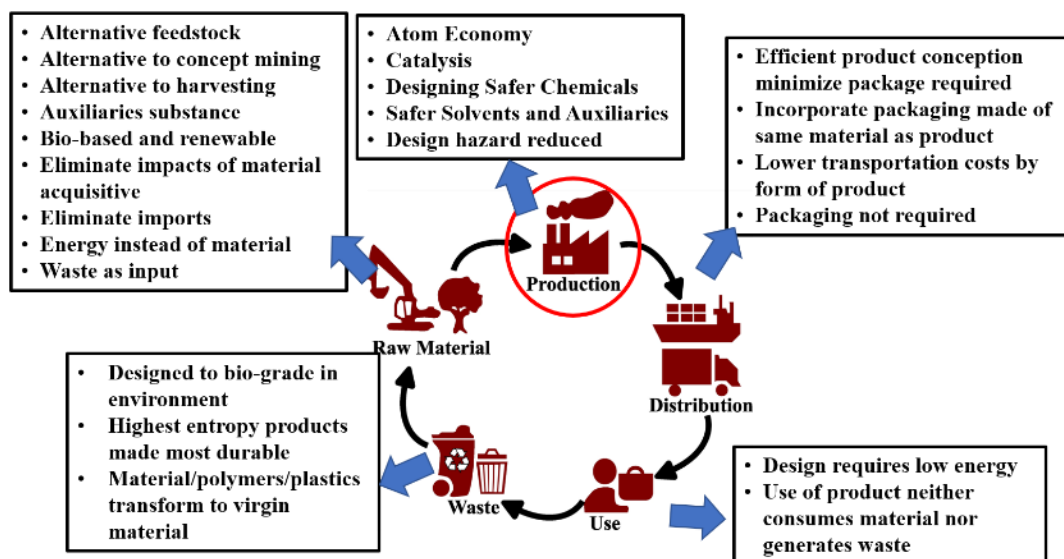 • Alternative feedstock
• Alternative to concept mining
• Alternative to harvesting
• Auxiliaries substance
• Bio-based and renewable
• Eliminate impacts of material
acquisitive
• Eliminate imports
• Energy instead of material
• Waste as input
• Atom Economy
• Catalysis
• Designing Safer Chemicals
• Safer Solvents and Auxiliaries
• Design hazard reduced
• Efficient product conception
minimize package required
• Incorporate packaging made of
same material as product
• Lower transportation costs by
form of product
• Packaging not required
Production
Raw Material
Distribution
• Designed to bio-grade in
environment
• Highest entropy products
made most durable
• Material/polymers/plastics
transform to virgin
material
Waste
Use
• Design requires low energy
• Use of product neither
consumes material nor
generates waste